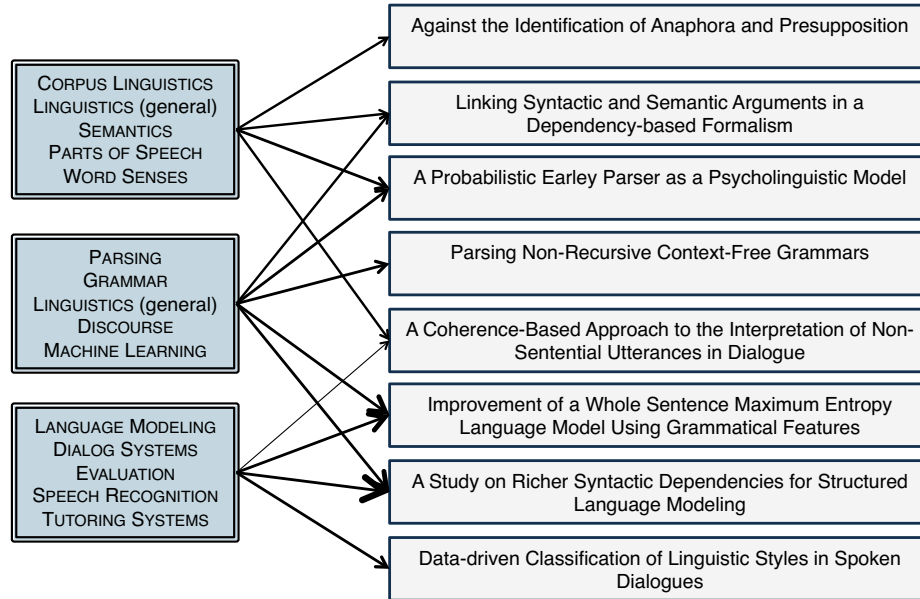 CORPUS LINGUISTICS
LINGUISTICS (general)
SEMANTICS
PARTS OF SPEECH
WORD SENSES
PARSING
GRAMMAR
LINGUISTICS (general)
DISCOURSE
MACHINE LEARNING
LANGUAGE MODELING
DIALOG SYSTEMS
EVALUATION
SPEECH RECOGNITION
TUTORING SYSTEMS
Against the Identification of Anaphora and Presupposition
Linking Syntactic and Semantic Arguments in a
Dependency-based Formalism
A Probabilistic Earley Parser as a Psycholinguistic Model
Parsing Non-Recursive Context-Free Grammars
A Coherence-Based Approach to the Interpretation of Non-
Sentential Utterances in Dialogue
Improvement of a Whole Sentence Maximum Entropy
Language Model Using Grammatical Features
A Study on Richer Syntactic Dependencies for Structured
Language Modeling
Data-driven Classification of Linguistic Styles in Spoken
Dialogues